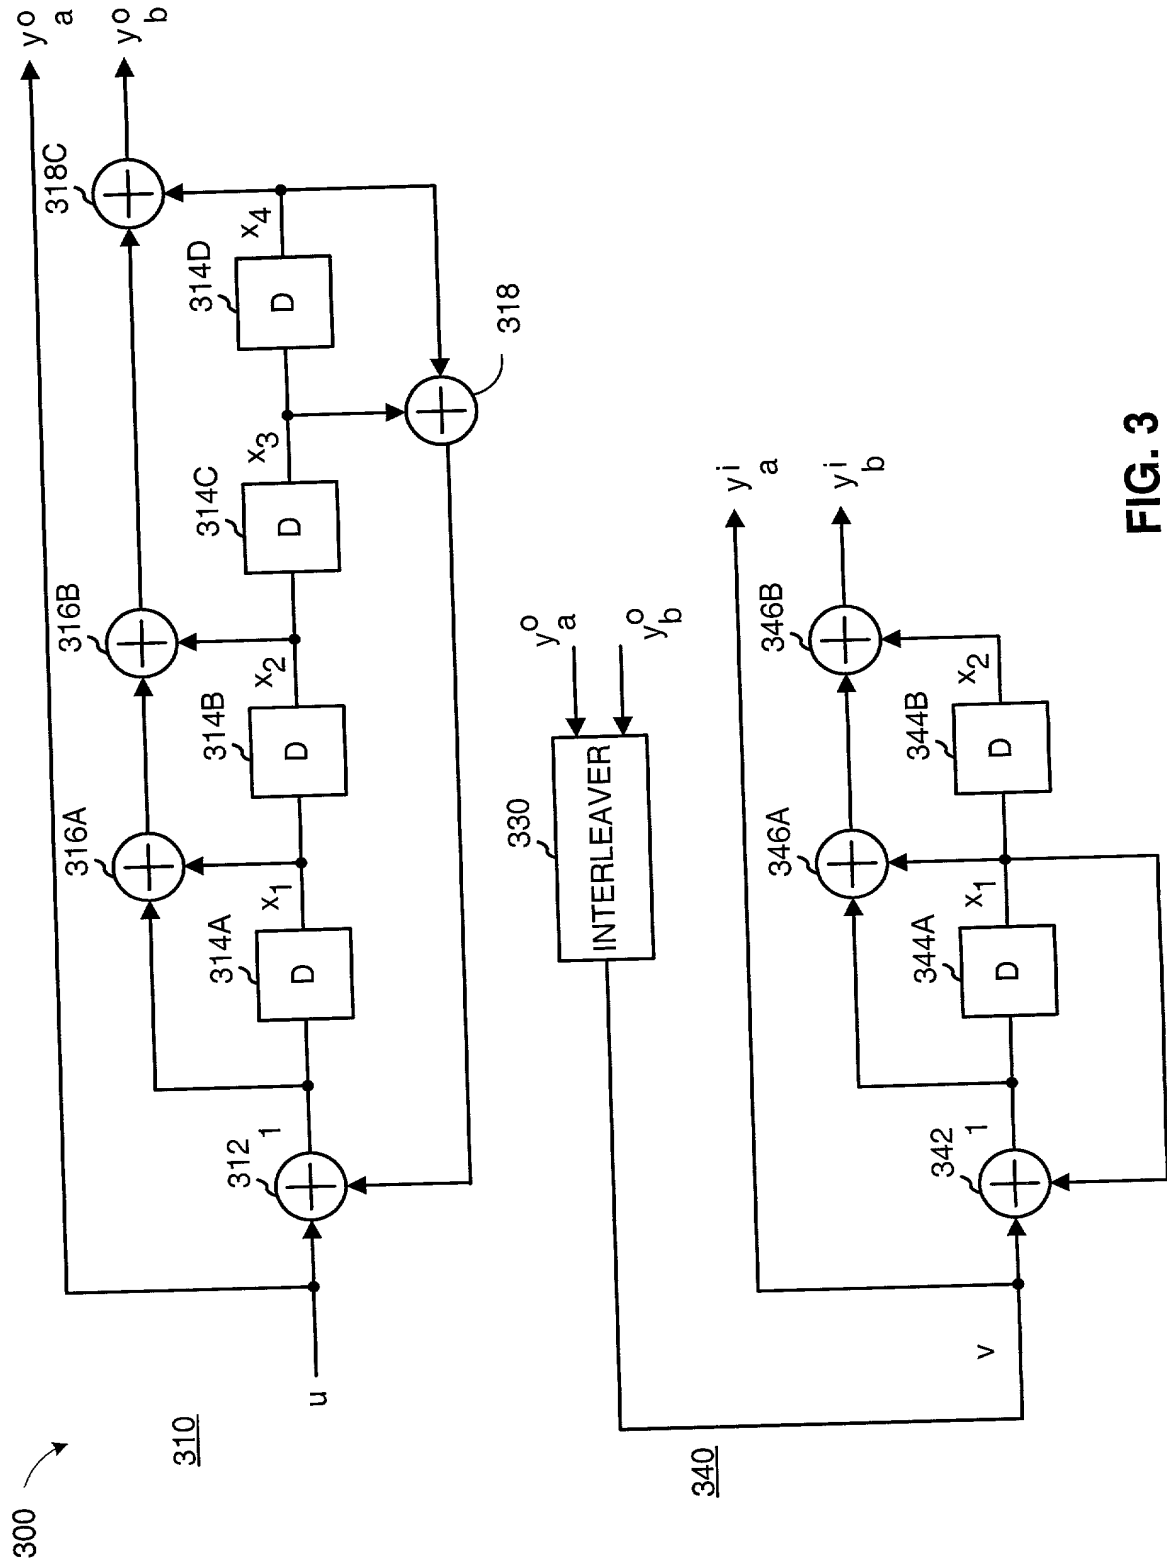 300
310
u
312
1
314A
D
x1
316A
314B
D
x2
316B
314C
D
x3
314D
D
x4
318C
318
y o a
y o b
330
INTERLEAVER
y o a
y o b
340
v
342
1
344A
D
x1
346A
344B
D
x2
346B
y i a
y i b
FIG. 3